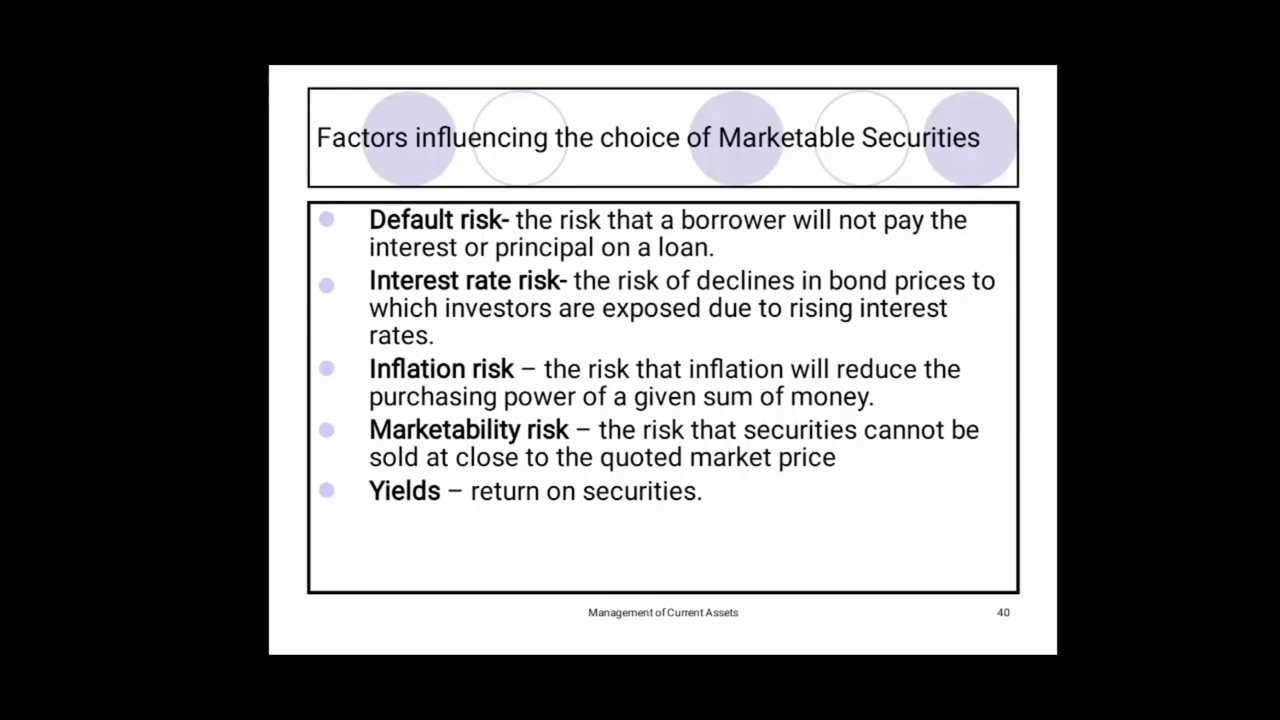 Factors influencing the choice of Marketable Securities
Default risk- the risk that a borrower will not pay the
interest or principal on a loan.
Interest rate risk- the risk of declines in bond prices to
which investors are exposed due to rising interest
rates.
Inflation risk – the risk that inflation will reduce the
purchasing power of a given sum of money.
Marketability risk – the risk that securities cannot be
sold at close to the quoted market price
Yields – return on securities.
Management of Current Assets
40